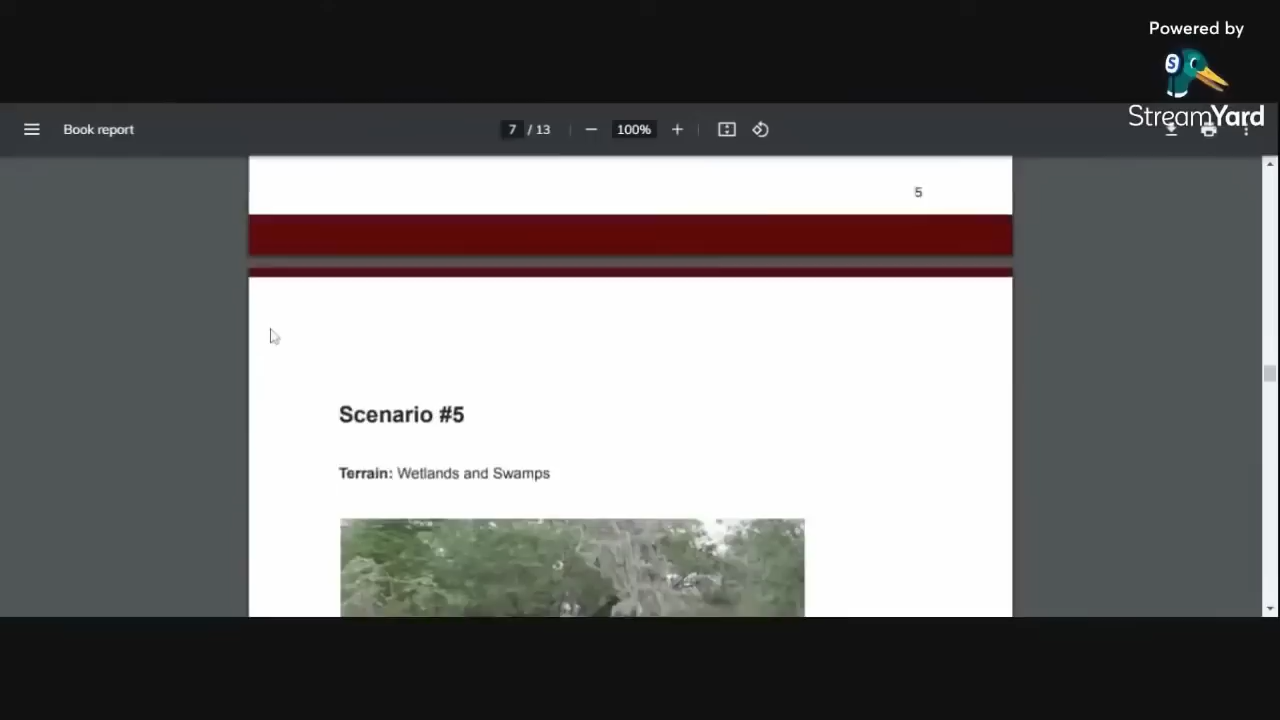 Powered by
S
StreamYard
Book report
7 / 13
100%
5
Scenario #5
Terrain: Wetlands and Swamps